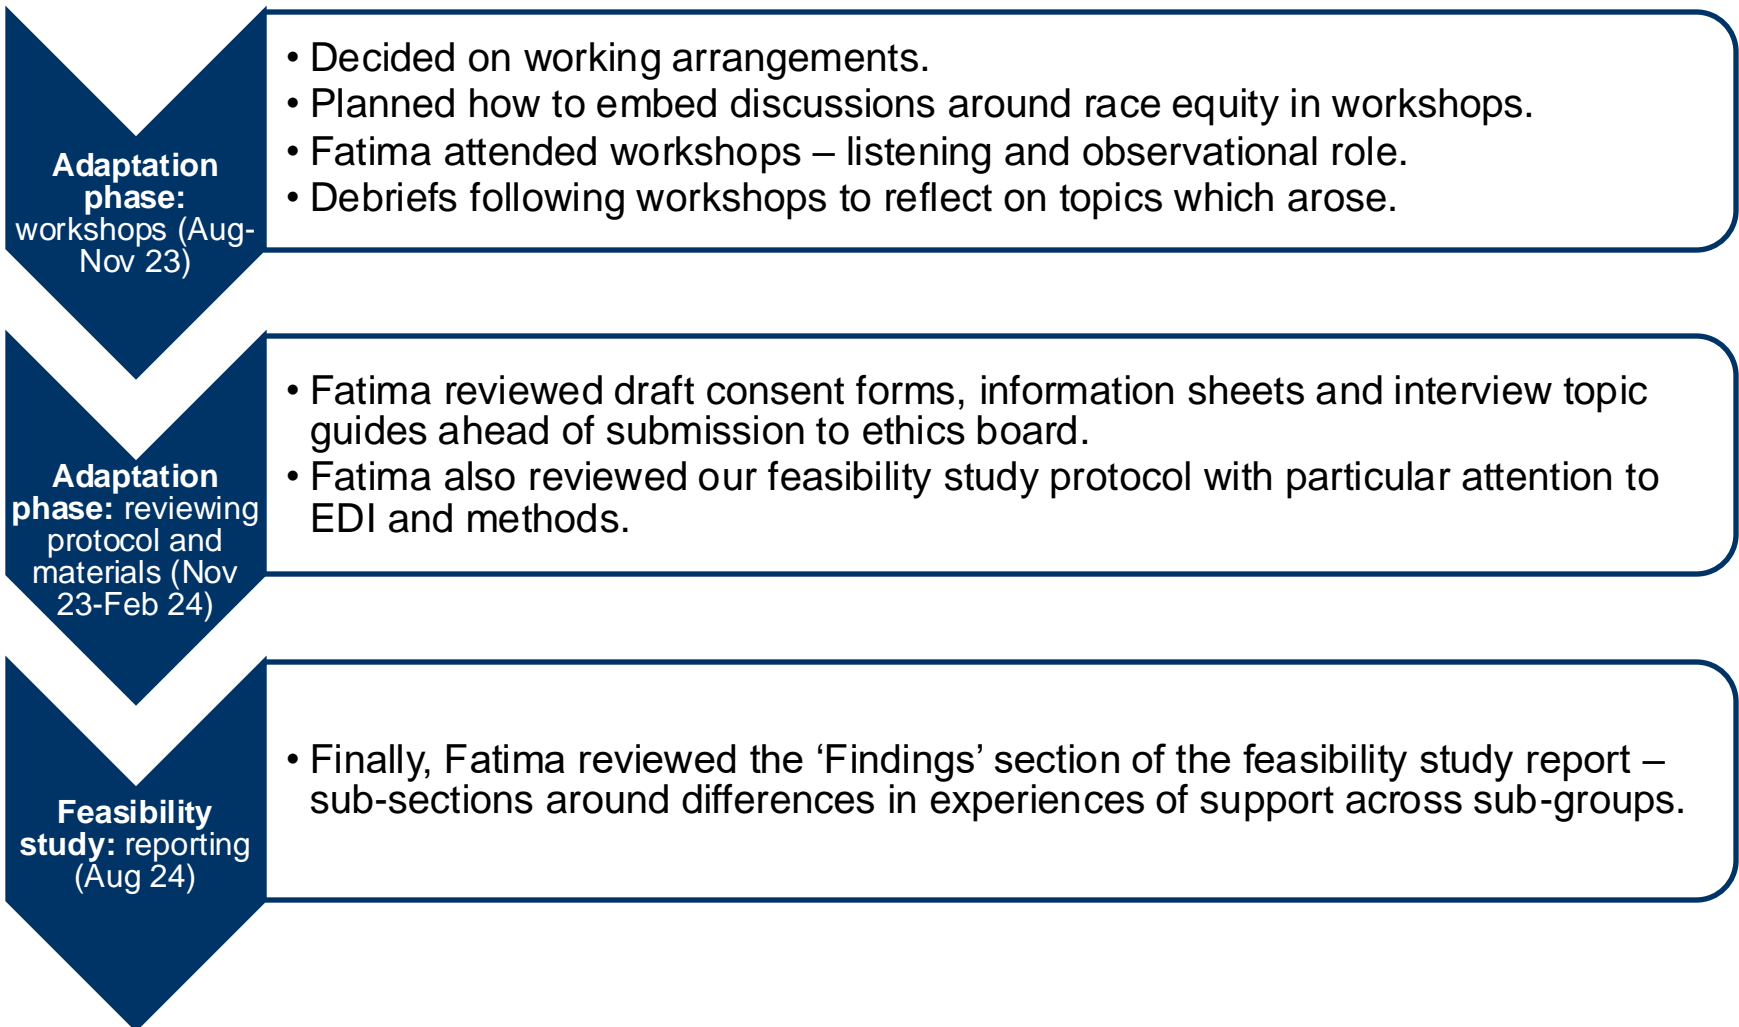 Adaptation
phase:
workshops (Aug-
Nov 23)
• Decided on working arrangements.
• Planned how to embed discussions around race equity in workshops.
• Fatima attended workshops – listening and observational role.
• Debriefs following workshops to reflect on topics which arose.
Adaptation
phase: reviewing
protocol and
materials (Nov
23-Feb 24)
• Fatima reviewed draft consent forms, information sheets and interview topic
guides ahead of submission to ethics board.
• Fatima also reviewed our feasibility study protocol with particular attention to
EDI and methods.
Feasibility
study: reporting
(Aug 24)
• Finally, Fatima reviewed the ‘Findings’ section of the feasibility study report –
sub-sections around differences in experiences of support across sub-groups.